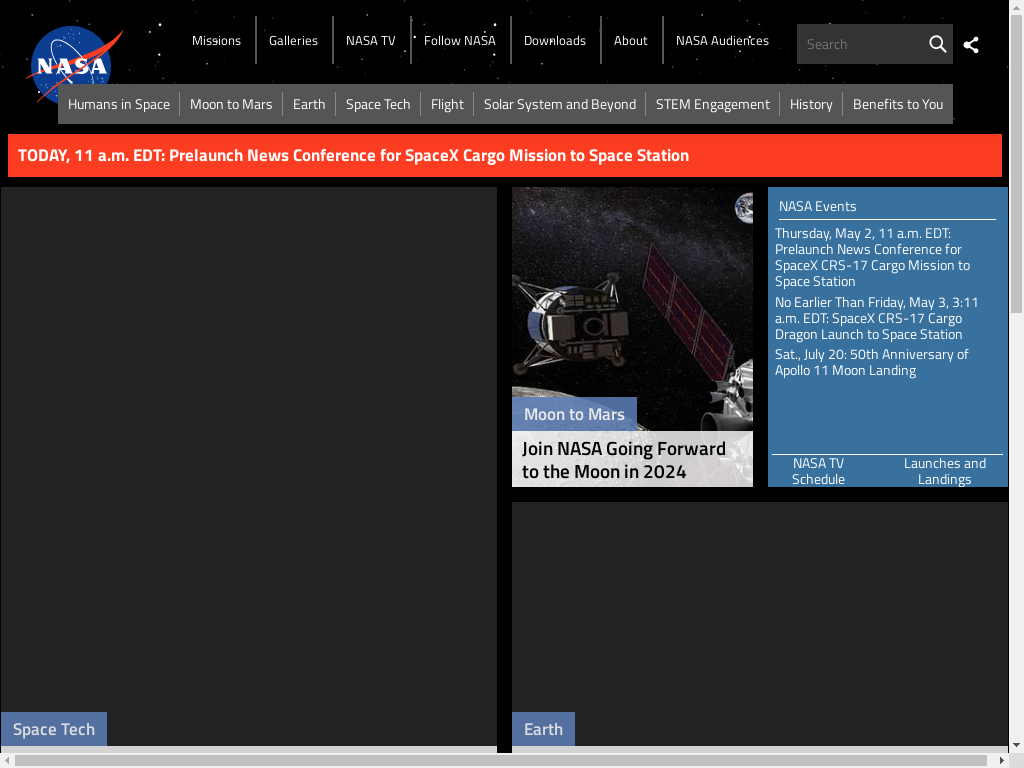 NASA
Missions
Galleries
NASA TV
Follow NASA
Downloads
About
NASA Audiences
Search
Humans in Space
Moon to Mars
Earth
Space Tech
Flight
Solar System and Beyond
STEM Engagement
History
Benefits to You
TODAY, 11 a.m. EDT: Prelaunch News Conference for SpaceX Cargo Mission to Space Station
Moon to Mars
Join NASA Going Forward
to the Moon in 2024
NASA Events
Thursday, May 2, 11 a.m. EDT:
Prelaunch News Conference for
SpaceX CRS-17 Cargo Mission to
Space Station
No Earlier Than Friday, May 3, 3:11
a.m. EDT: SpaceX CRS-17 Cargo
Dragon Launch to Space Station
Sat., July 20: 50th Anniversary of
Apollo 11 Moon Landing
NASA TV
Schedule
Launches and
Landings
Space Tech
Earth